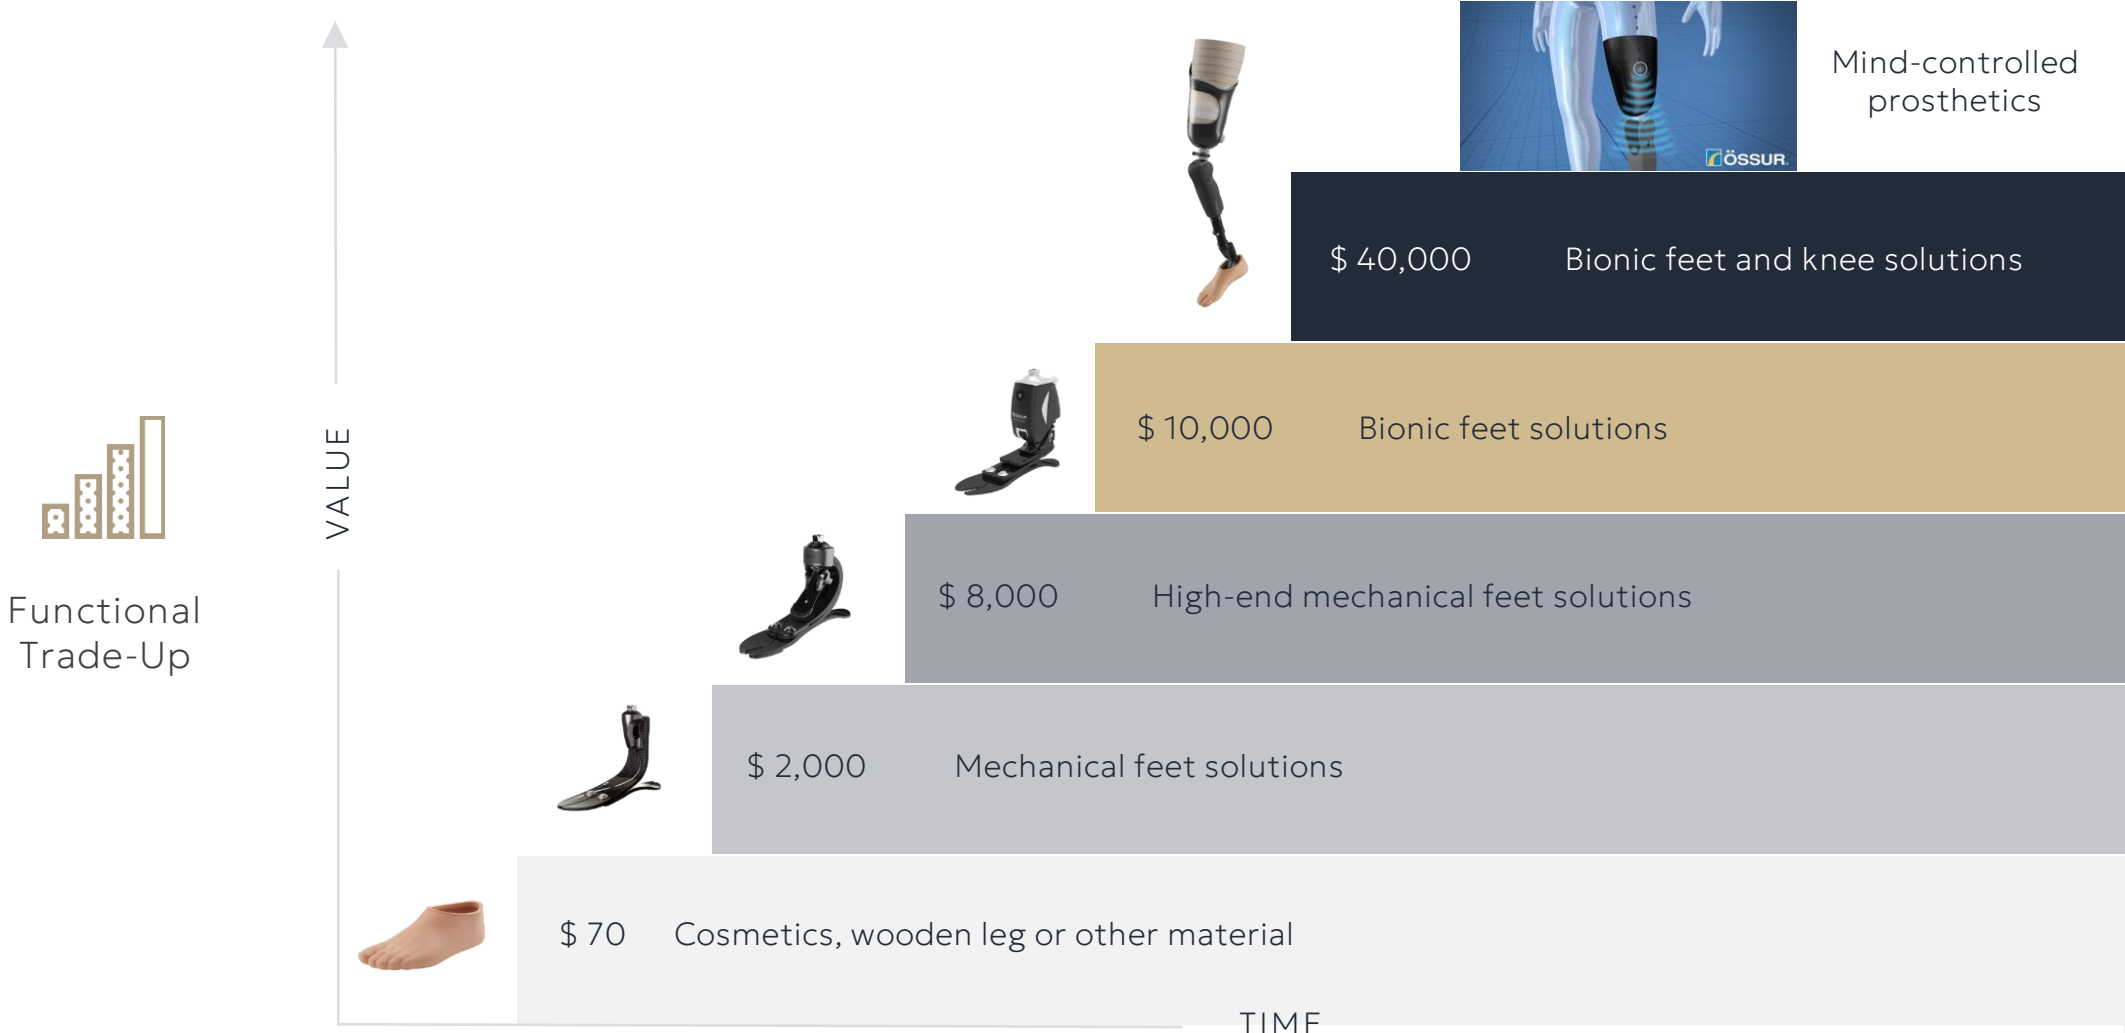 Mind-controlled
prosthetics
ÖSSUR
$ 40,000 Bionic feet and knee solutions
$ 10,000 Bionic feet solutions
VALUE
$ 8,000 High-end mechanical feet solutions
Functional
Trade-Up
$ 2,000 Mechanical feet solutions
$ 70 Cosmetics, wooden leg or other material
TIME